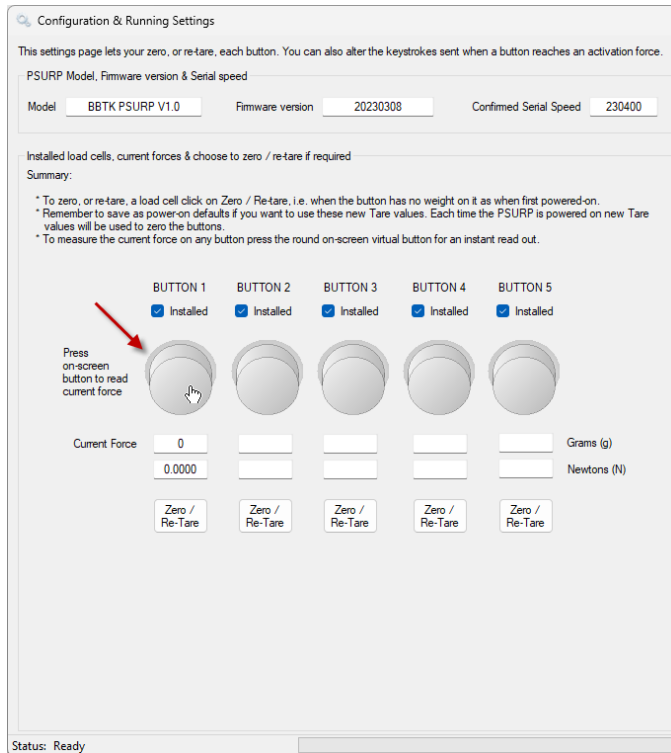 Configuration & Running Settings
This settings page lets your zero, or re-tare, each button. You can also alter the keystrokes sent when a button reaches an activation force.
PSURP Model, Firmware version & Serial speed
Model BBTK PSURP V1.0 Firmware version 20230308 Confirmed Serial Speed 230400
Installed load cells, current forces & choose to zero / re-tare if required
Summary:
* To zero, or re-tare, a load cell click on Zero / Re-Tare, i.e. when the button has no weight on it as when first powered-on.
* Remember to save as power-on defaults if you want to use these new Tare values. Each time the PSURP is powered on new Tare
values will be used to zero the buttons.
* To measure the current force on any button press the round on-screen virtual button for an instant read out.
BUTTON 1 BUTTON 2 BUTTON 3 BUTTON 4 BUTTON 5
Installed Installed Installed Installed Installed
Press
on-screen
button to read
current force
Current Force 0 Grams (g)
0.0000 Newtons (N)
Zero / Zero / Zero / Zero / Zero /
Re-Tare Re-Tare Re-Tare Re-Tare Re-Tare
Status: Ready